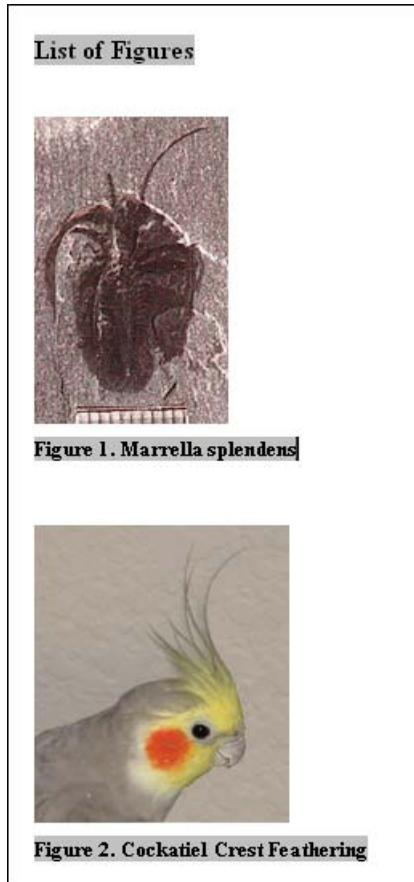 List of Figures
Figure 1. Marrella splendens
Figure 2. Cockatiel Crest Feathering